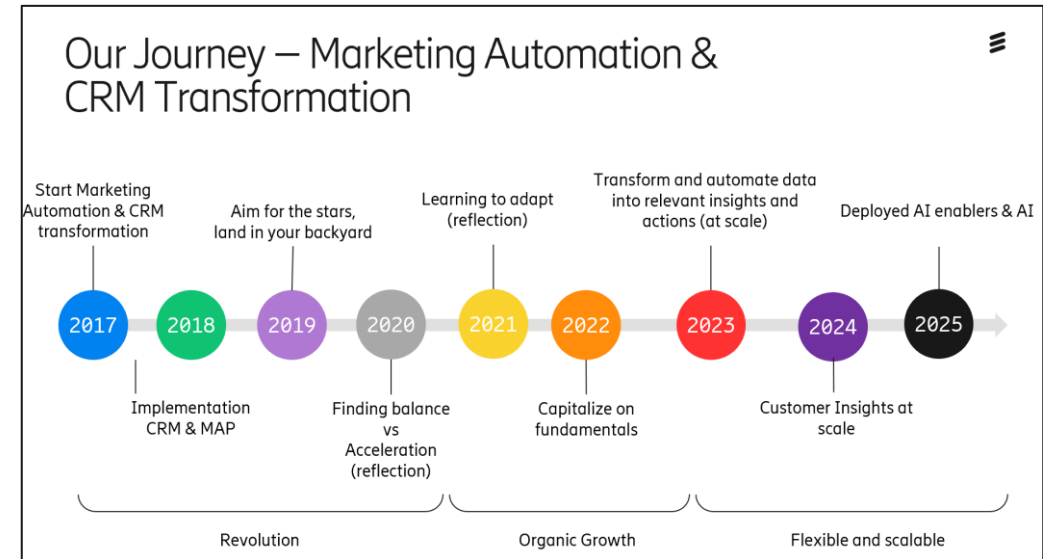 Our Journey – Marketing Automation &
CRM Transformation
Start Marketing
Automation & CRM
transformation
Aim for the stars,
land in your backyard
Learning to adapt
(reflection)
Transform and automate data
into relevant insights and
actions (at scale)
Deployed AI enablers & AI
2017
2018
2019
2020
2021
2022
2023
2024
2025
Implementation
CRM & MAP
Finding balance
vs
Acceleration
(reflection)
Capitalize on
fundamentals
Customer Insights at
scale
Revolution
Organic Growth
Flexible and scalable